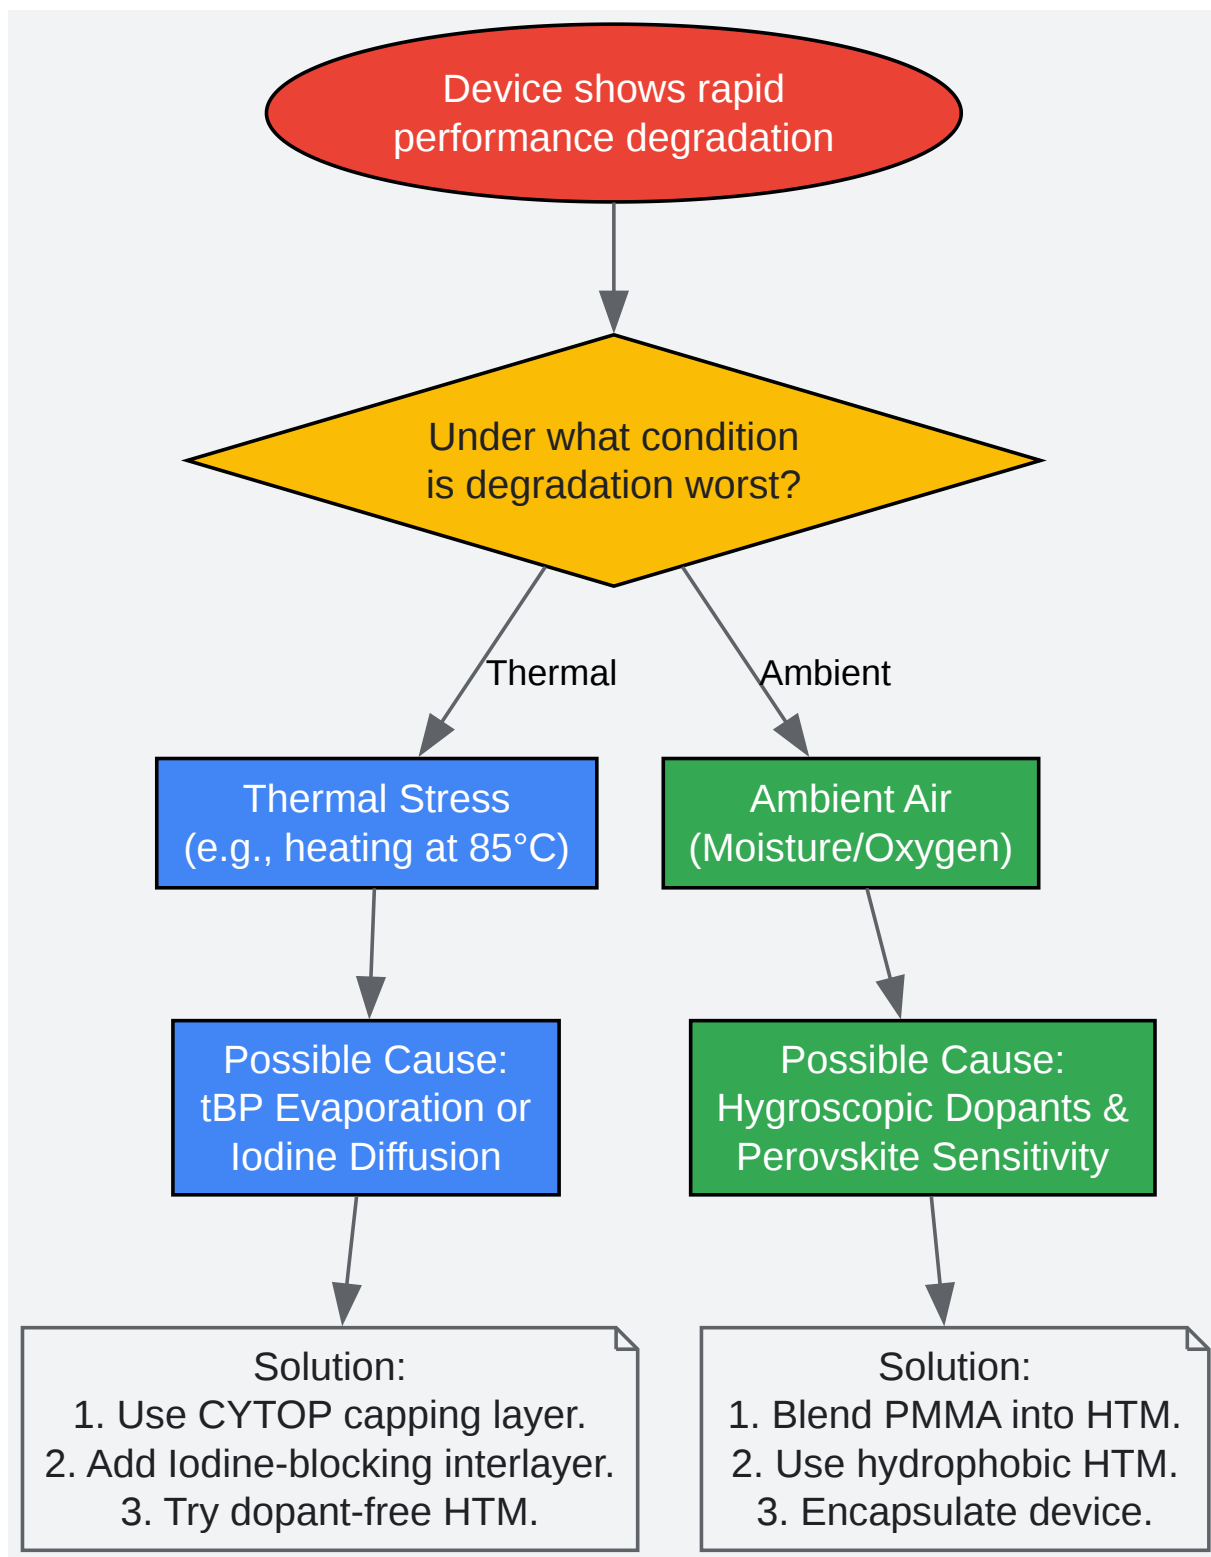 Device shows rapid
performance degradation
Under what condition
is degradation worst?
Thermal
Ambient
Thermal Stress
(e.g., heating at 85°C)
Ambient Air
(Moisture/Oxygen)
Possible Cause:
tBP Evaporation or
Iodine Diffusion
Possible Cause:
Hygroscopic Dopants &
Perovskite Sensitivity
Solution:
1. Use CYTOP capping layer.
2. Add Iodine-blocking interlayer.
3. Try dopant-free HTM.
Solution:
1. Blend PMMA into HTM.
2. Use hydrophobic HTM.
3. Encapsulate device.